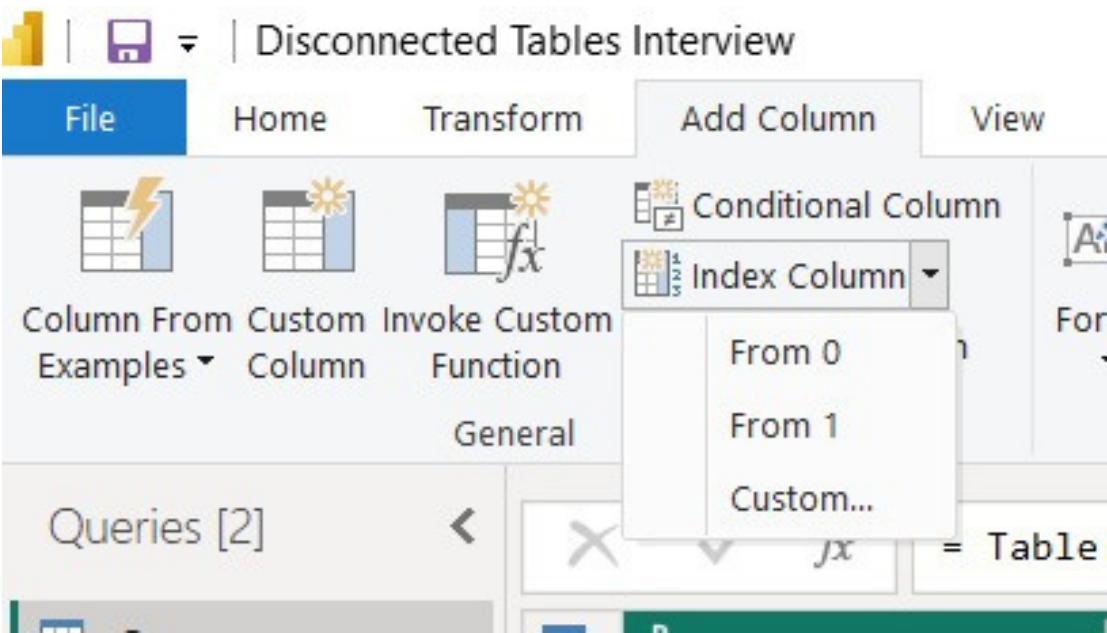 Disconnected Tables Interview
File Home Transform Add Column View
Conditional Column
Index Column
Column From Examples
Custom Column
Invoke Custom Function
From 0
From 1
Custom...
General
Queries [2]
fx
= Table